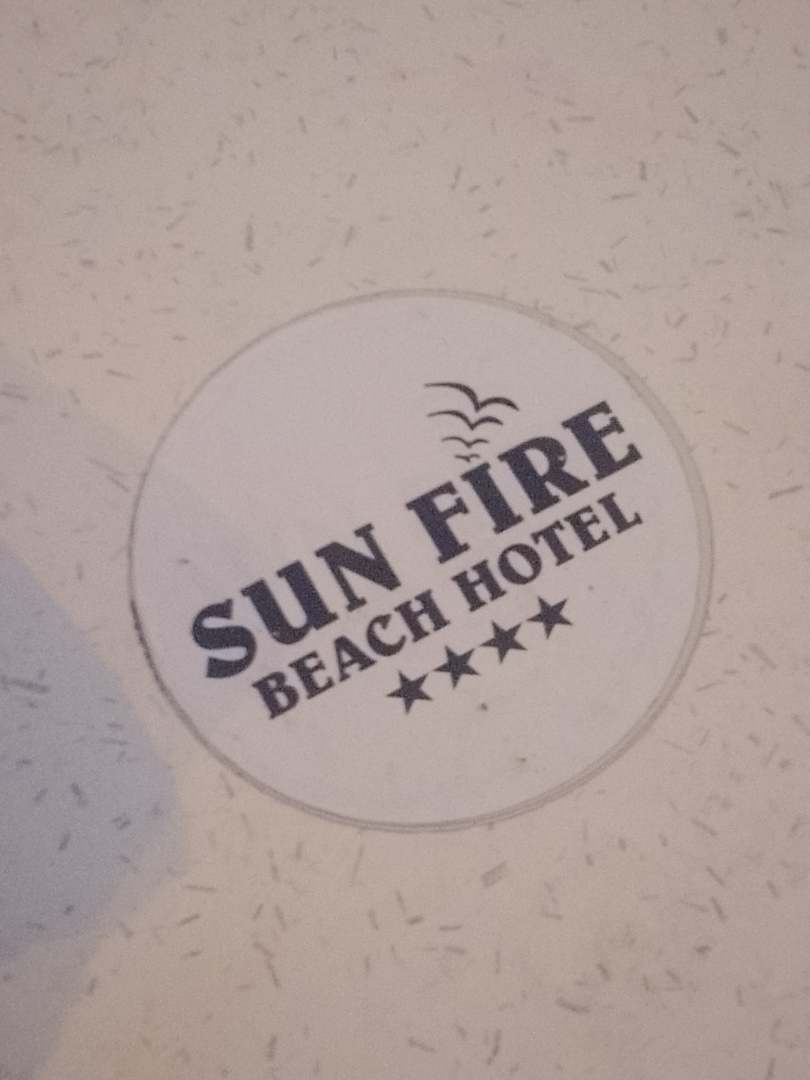 SUN FIRE
BEACH HOTEL
★★★★